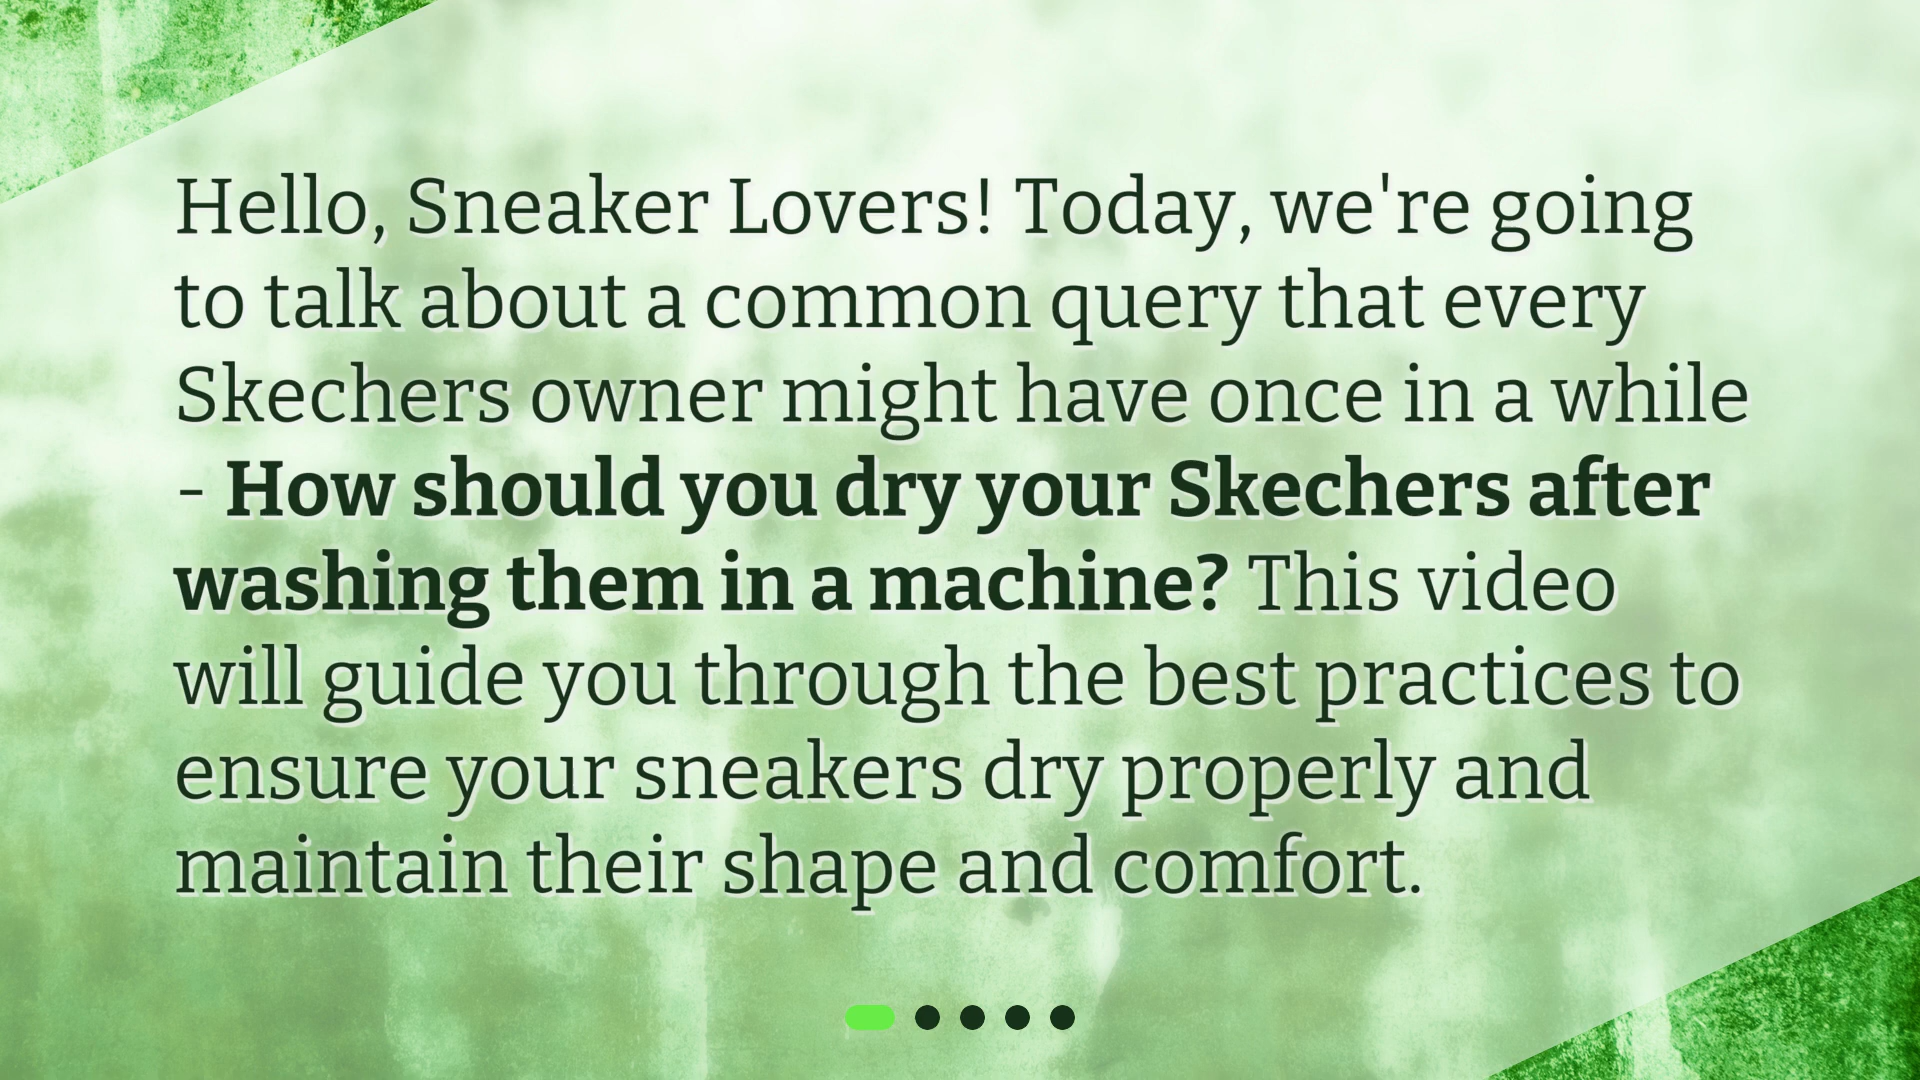 Hello, Sneaker Lovers! Today, we're going
to talk about a common query that every
Skechers owner might have once in a while
- How should you dry your Skechers after
washing them in a machine? This video
will guide you through the best practices to
ensure your sneakers dry properly and
maintain their shape and comfort.